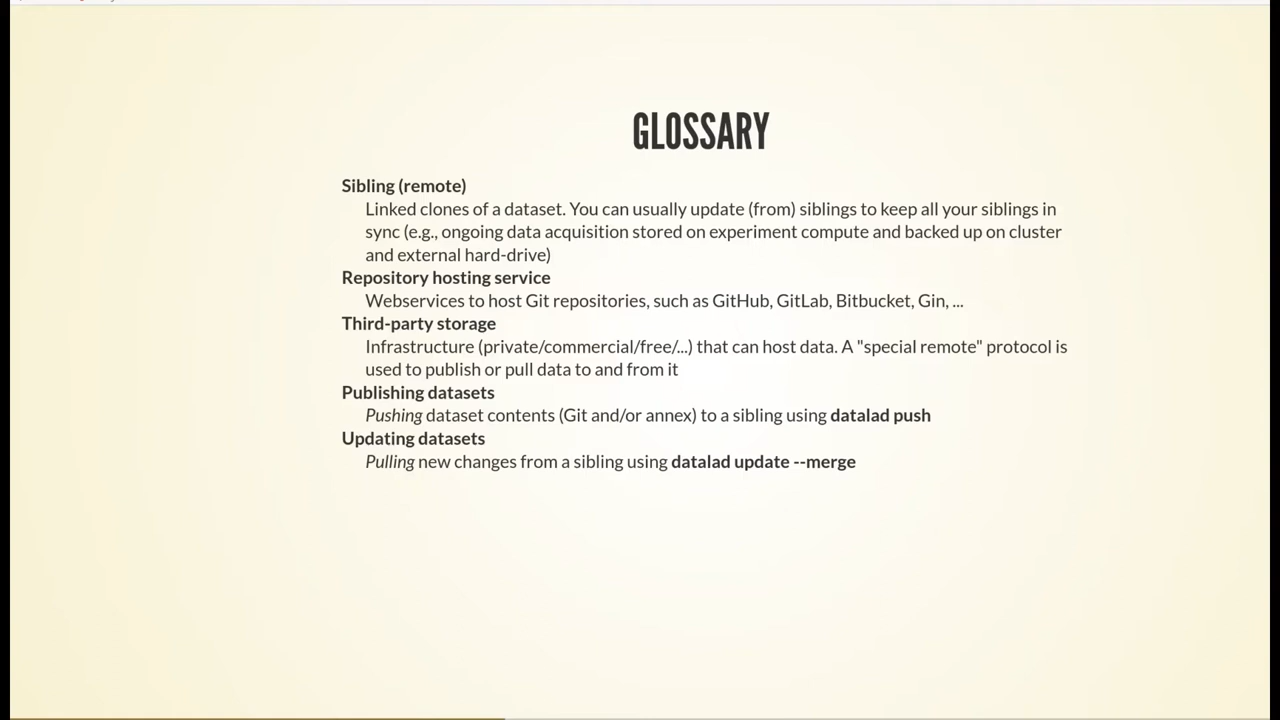 GLOSSARY
Sibling (remote)
Linked clones of a dataset. You can usually update (from) siblings to keep all your siblings in
sync (e.g., ongoing data acquisition stored on experiment compute and backed up on cluster
and external hard-drive)
Repository hosting service
Webservices to host Git repositories, such as GitHub, GitLab, Bitbucket, Gin, ...
Third-party storage
Infrastructure (private/commercial/free/...) that can host data. A "special remote" protocol is
used to publish or pull data to and from it
Publishing datasets
Pushing dataset contents (Git and/or annex) to a sibling using datalad push
Updating datasets
Pulling new changes from a sibling using datalad update --merge